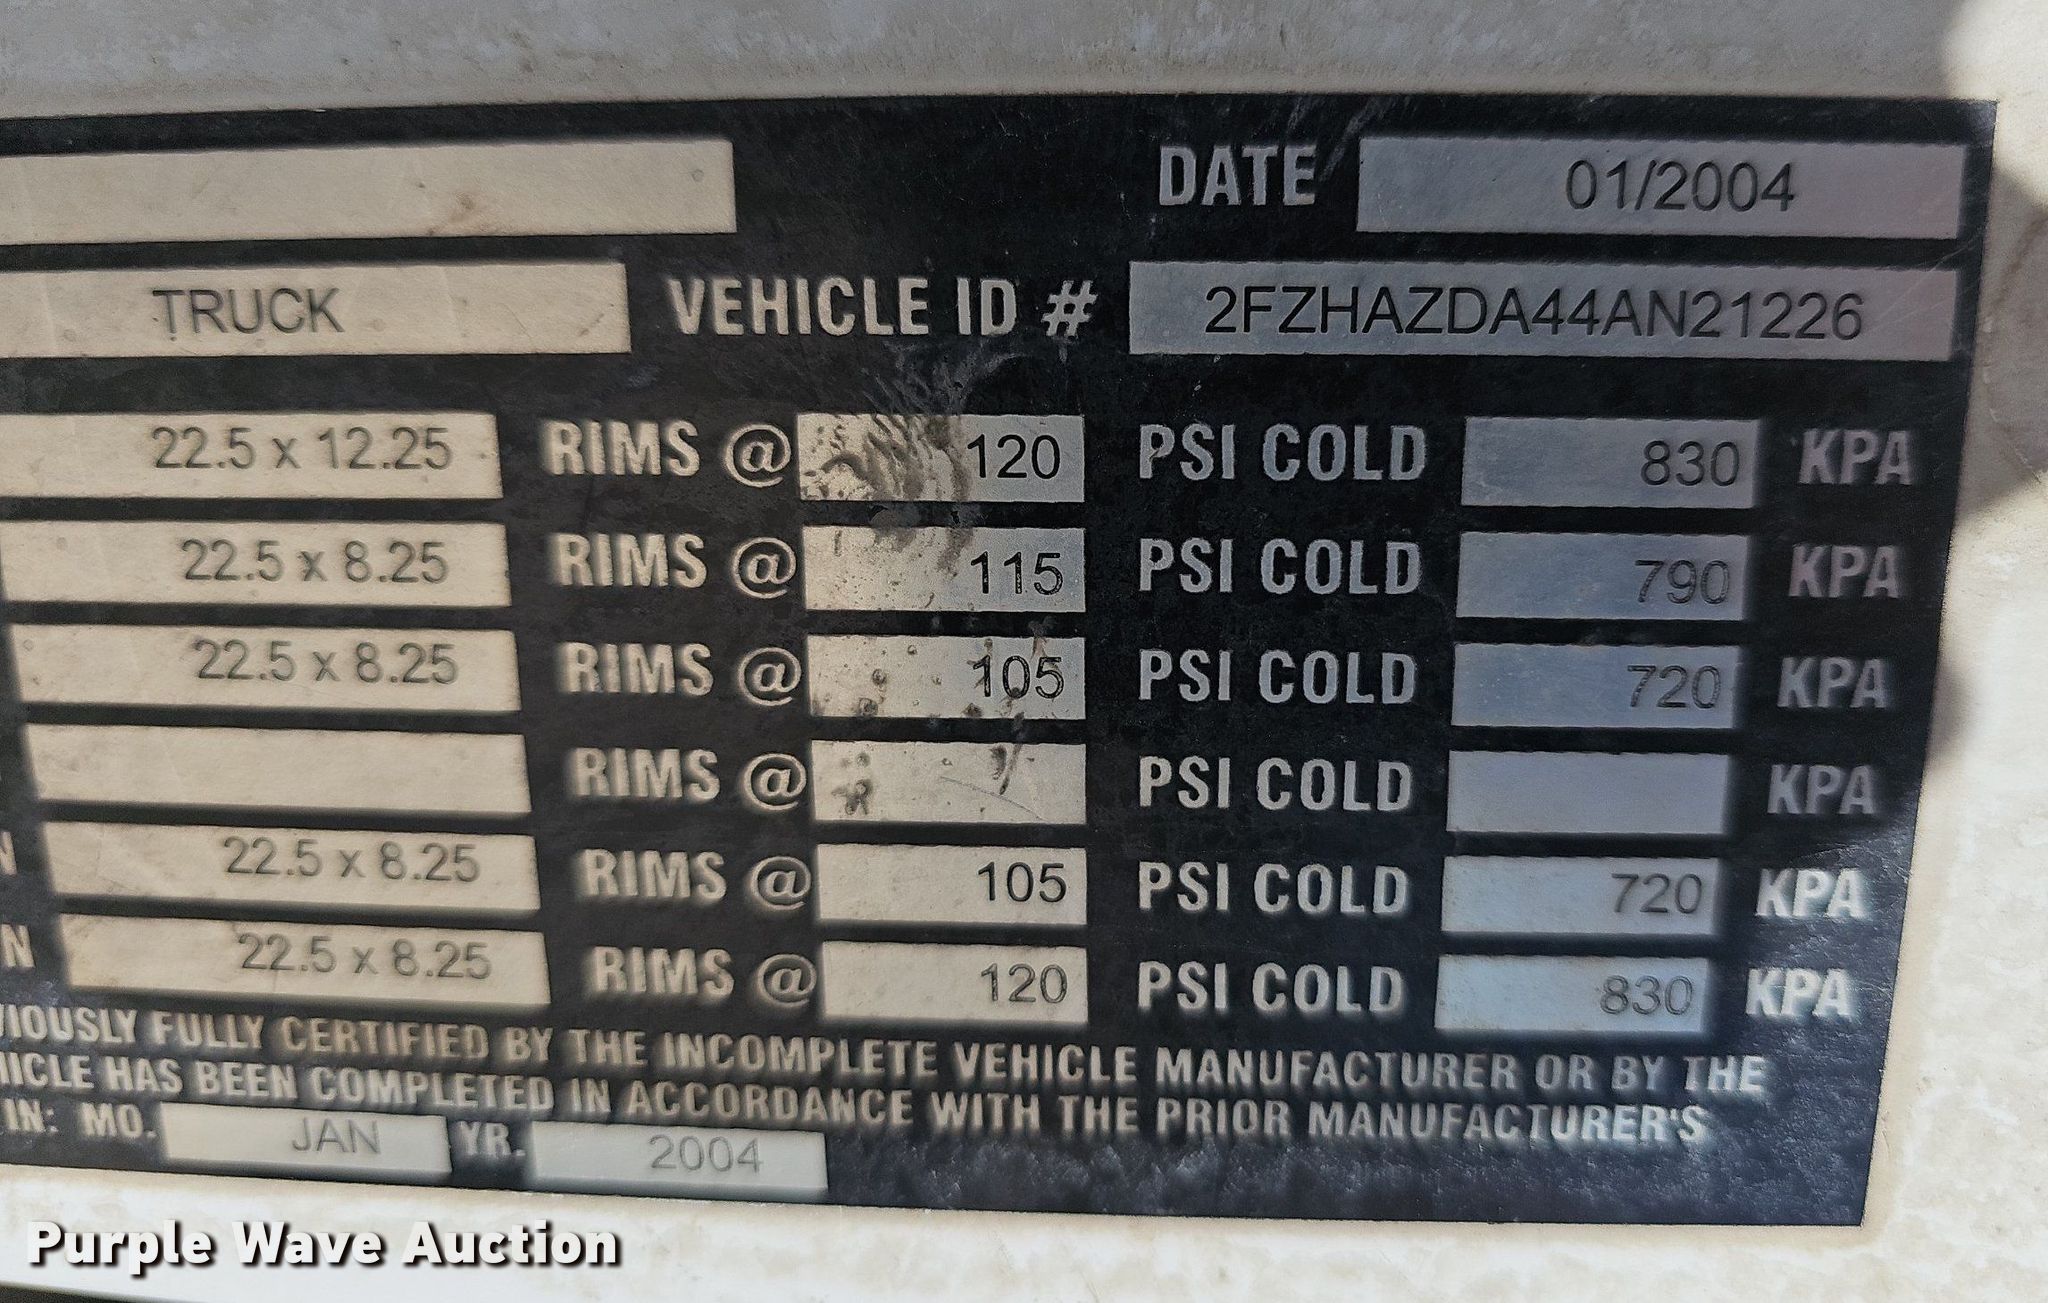 DATE 01/2004
TRUCK VEHICLE ID # 2FZHAZDA44AN21226
22.5 x 12.25 RIMS @ 120 PSI COLD 830 KPA
22.5 x 8.25 RIMS @ 115 PSI COLD 790 KPA
22.5 x 8.25 RIMS @ 105 PSI COLD 720 KPA
RIMS @ PSI COLD KPA
N 22.5 x 8.25 RIMS @ 105 PSI COLD 720 KPA
N 22.5 x 8.25 RIMS @ 120 PSI COLD 830 KPA
VIOUSLY FULLY CERTIFIED BY THE INCOMPLETE VEHICLE MANUFACTURER OR BY THE
HICLE HAS BEEN COMPLETED IN ACCORDANCE WITH THE PRIOR MANUFACTURER'S
IN: MO. JAN YR. 2004
Purple Wave Auction